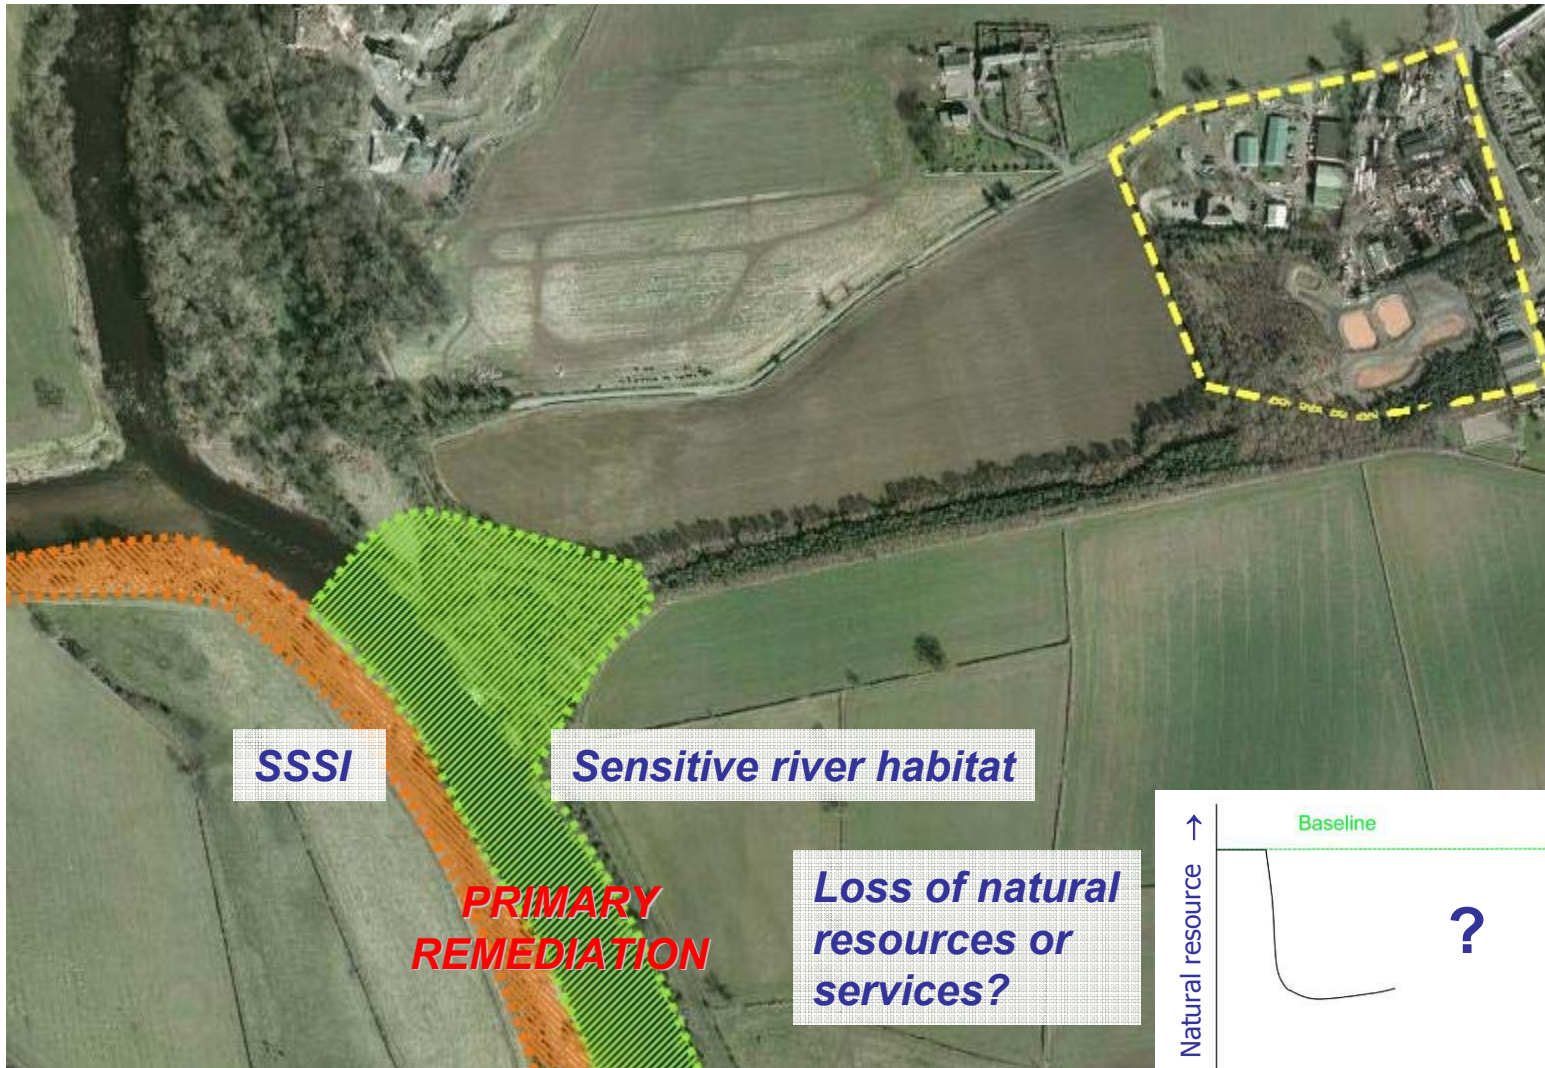 SSSI
Sensitive river habitat
PRIMARY
REMEDIATION
Loss of natural
resources or
services?
Baseline
?
Natural resource →